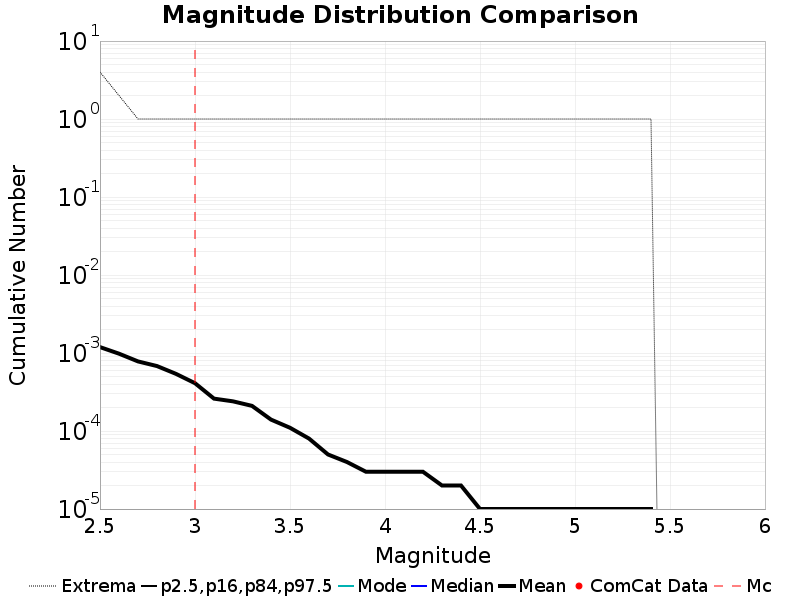 Magnitude Distribution Comparison
Cumulative Number
10^1
10^0
10^-1
10^-2
10^-3
10^-4
10^-5
2.5 3 3.5 4 4.5 5 5.5 6
Magnitude
Extrema p2.5,p16,p84,p97.5 Mode Median Mean ComCat Data Mc